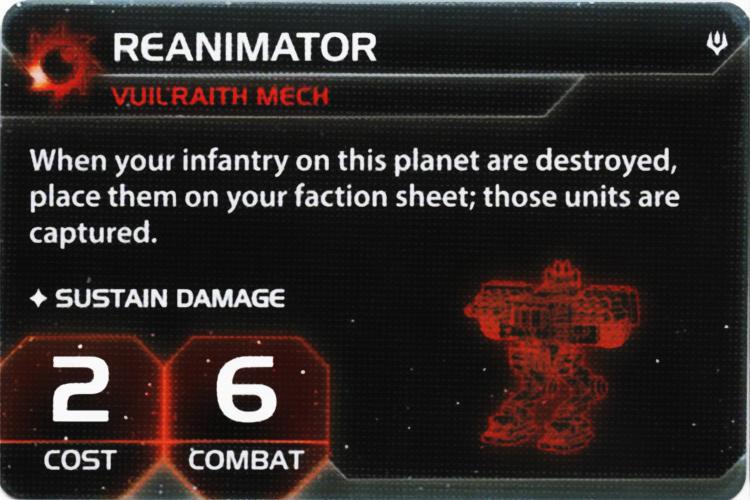 REANIMATOR
VUIL'RAITH MECH
When your infantry on this planet are destroyed,
place them on your faction sheet; those units are
captured.
✦ SUSTAIN DAMAGE
2
COST
6
COMBAT